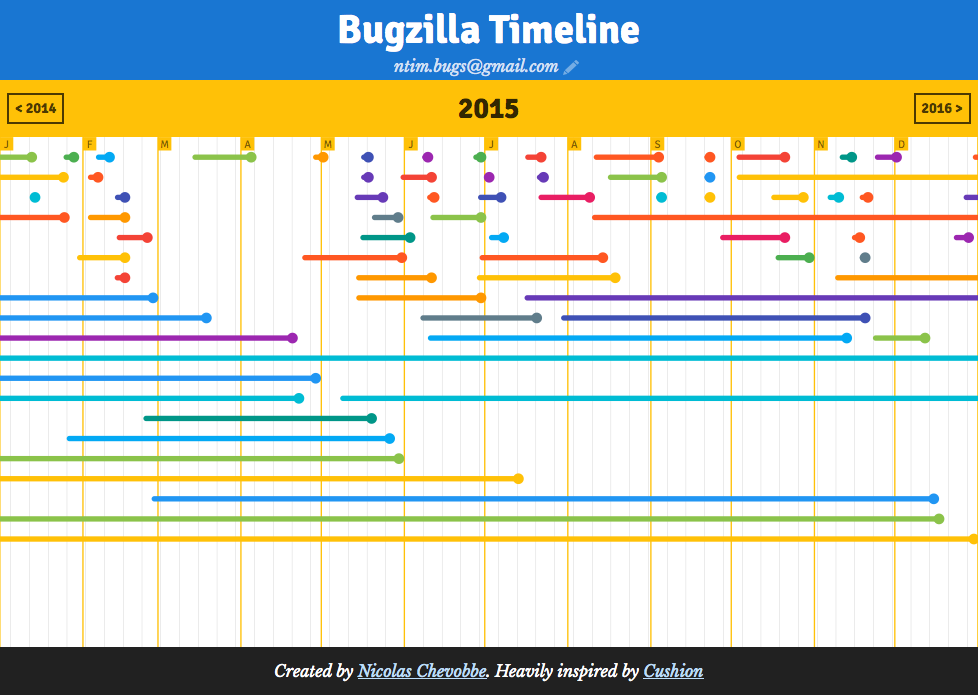 Bugzilla Timeline
ntim.bugs@gmail.com
< 2014 2015 2016 >
J F M A M J J A S O N D
Created by Nicolas Chevobbe. Heavily inspired by Cushion